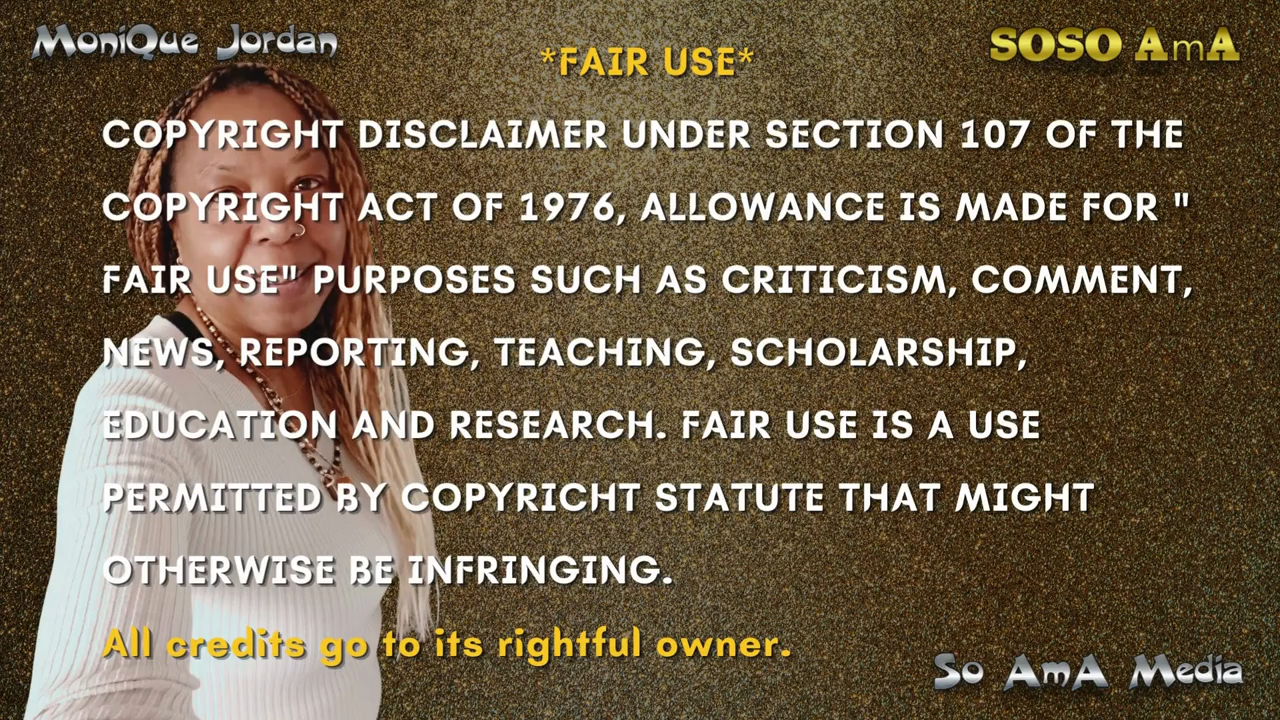 MoniQue Jordan
SOSO AmA
*FAIR USE*
COPYRIGHT DISCLAIMER UNDER SECTION 107 OF THE
COPYRIGHT ACT OF 1976, ALLOWANCE IS MADE FOR "
FAIR USE" PURPOSES SUCH AS CRITICISM, COMMENT,
NEWS, REPORTING, TEACHING, SCHOLARSHIP,
EDUCATION AND RESEARCH. FAIR USE IS A USE
PERMITTED BY COPYRICHT STATUTE THAT MIGHT
OTHERWISE BE INFRINGING.
All credits go to its rightful owner.
So AmA Media